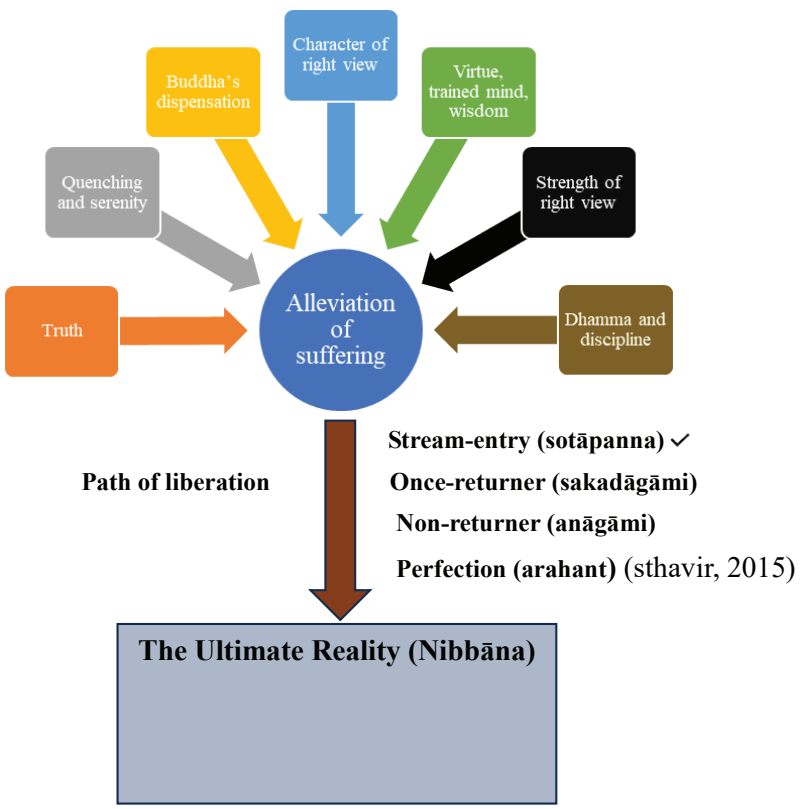 Character of
right view
Buddha's
dispensation
Virtue,
trained mind,
wisdom
Quenching
and serenity
Strength of
right view
Truth
Alleviation
of
suffering
Dhamma and
discipline
Stream-entry (sotāpanna) ✓
Path of liberation
Once-returner (sakadāgāmi)
Non-returner (anāgāmi)
Perfection (arahant) (sthavir, 2015)
The Ultimate Reality (Nibbāna)